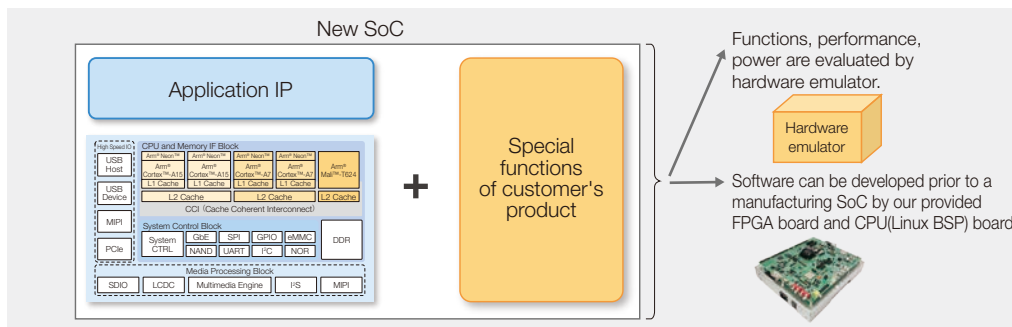 New SoC
Application IP
High Speed IO
USB
Host
USB
Device
MIPI
PCIe
CPU and Memory IF Block
Arm® Neon™ Arm® Neon™ Arm® Neon™ Arm® Neon™
Arm® Arm® Arm® Arm® Arm®
Cortex™-A15 Cortex™-A15 Cortex™-A7 Cortex™-A7 Mali™-T624
L1 Cache L1 Cache L1 Cache L1 Cache
L2 Cache L2 Cache L2 Cache
CCI (Cache Coherent Interconnect)
System Control Block
System
CTRL
GbE SPI GPIO eMMC
NAND UART I²C NOR
DDR
Media Processing Block
SDIO LCDC Multimedia Engine I²S MIPI
+
Special
functions
of customer's
product
Functions, performance,
power are evaluated by
hardware emulator.
Hardware
emulator
Software can be developed prior to a
manufacturing SoC by our provided
FPGA board and CPU(Linux BSP) board